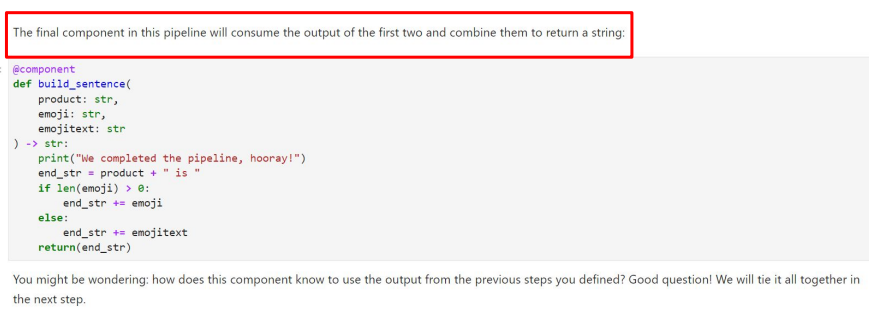 The final component in this pipeline will consume the output of the first two and combine them to return a string:
@component
def build_sentence(
    product: str,
    emoji: str,
    emojitext: str
) -> str:
    print("We completed the pipeline, hooray!")
    end_str = product + " is "
    if len(emoji) > 0:
        end_str += emoji
    else:
        end_str += emojitext
    return(end_str)
You might be wondering: how does this component know to use the output from the previous steps you defined? Good question! We will tie it all together in
the next step.